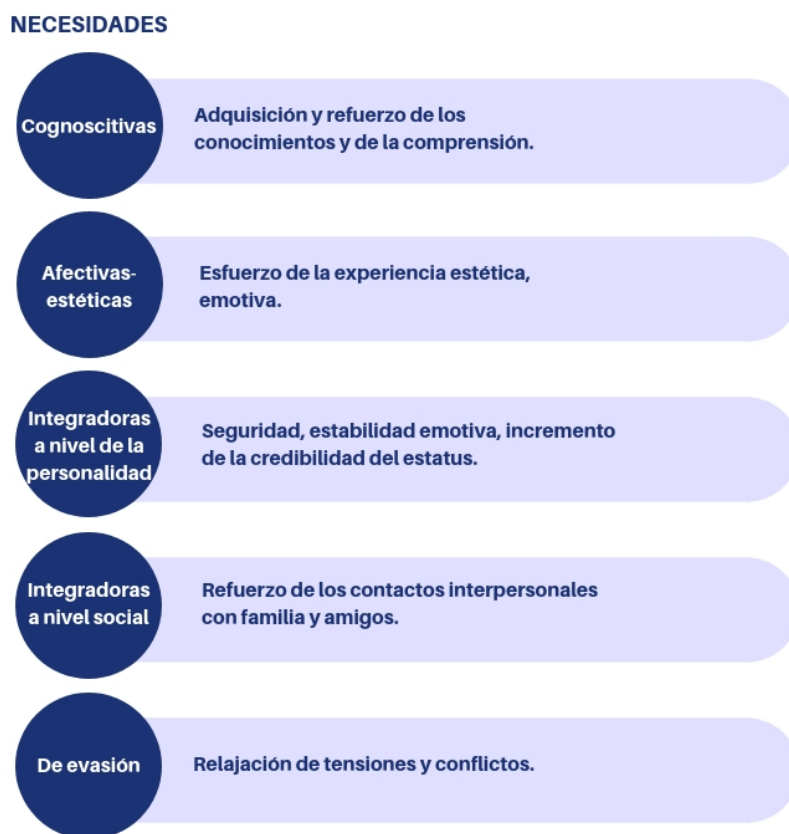 NECESIDADES
Cognoscitivas
Adquisición y refuerzo de los
conocimientos y de la comprensión.
Afectivas-
estéticas
Esfuerzo de la experiencia estética,
emotiva.
Integradoras
a nivel de la
personalidad
Seguridad, estabilidad emotiva, incremento
de la credibilidad del estatus.
Integradoras
a nivel social
Refuerzo de los contactos interpersonales
con familia y amigos.
De evasión
Relajación de tensiones y conflictos.